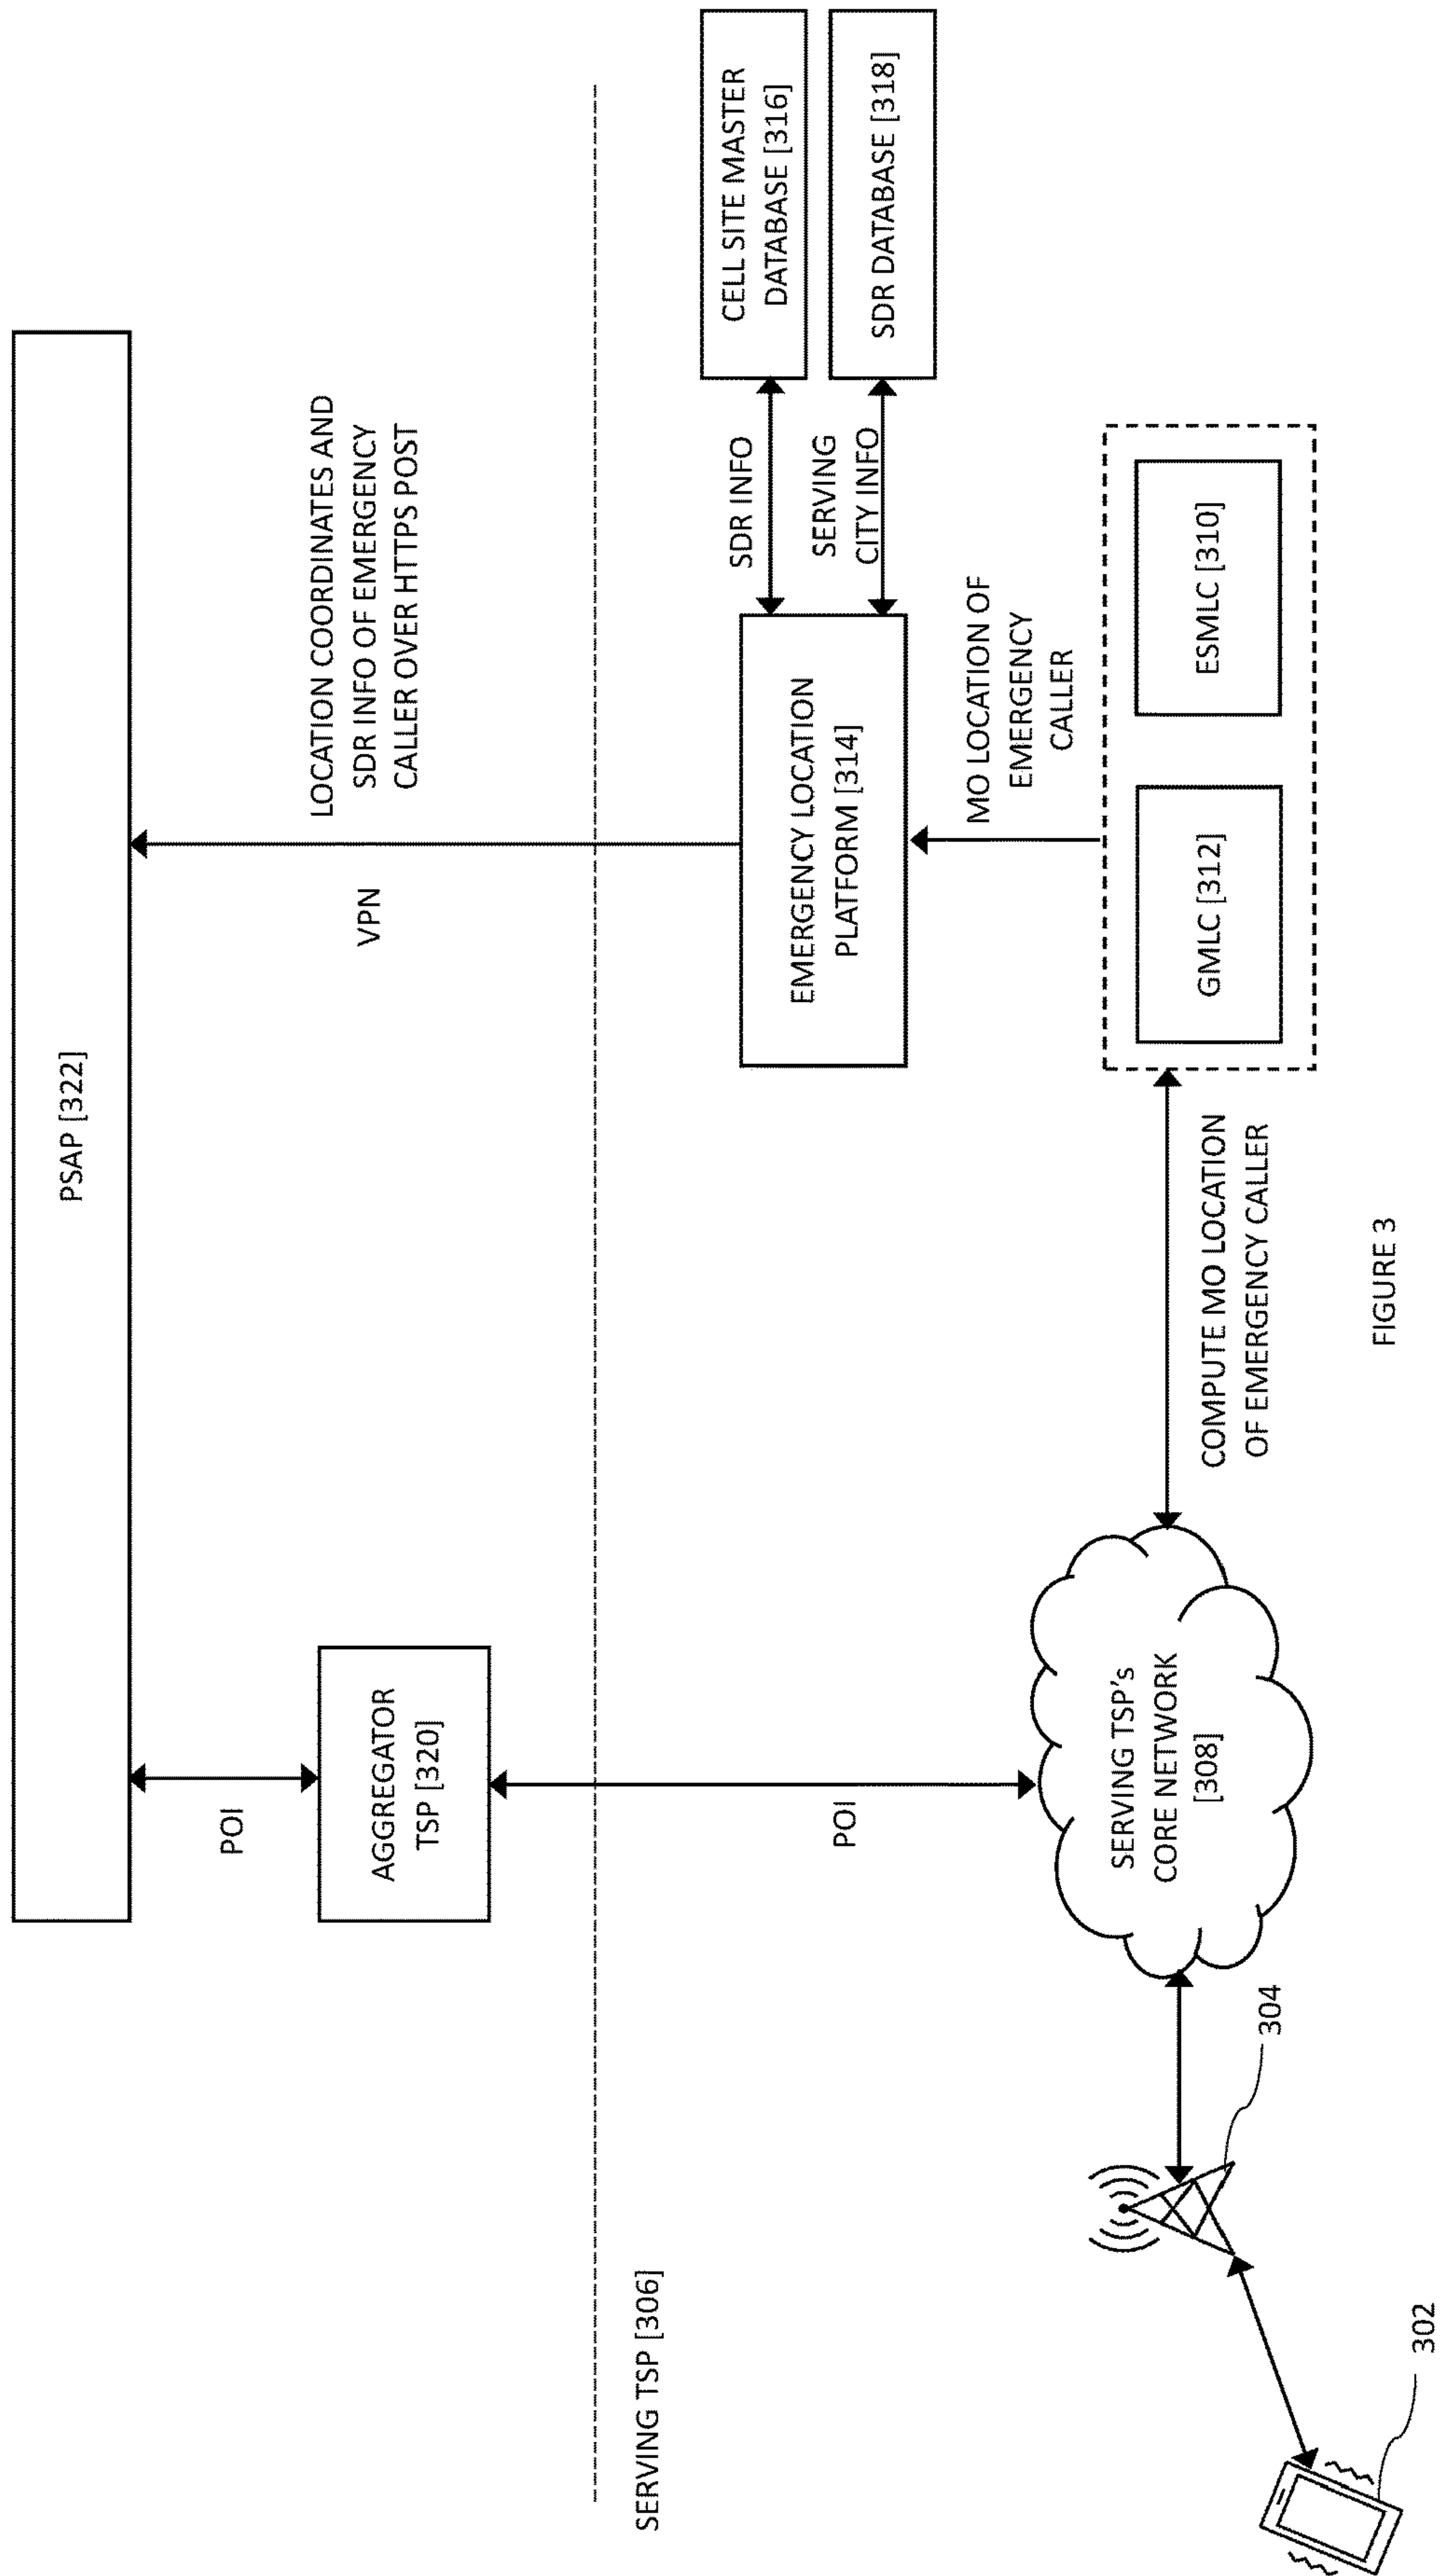 PSAP [322]
POI
AGGREGATOR
TSP [320]
VPN
LOCATION COORDINATES AND
SDR INFO OF EMERGENCY
CALLER OVER HTTPS POST
SERVING TSP [306]
POI
EMERGENCY LOCATION
PLATFORM [314]
SDR INFO
SERVING
CITY INFO
CELL SITE MASTER
DATABASE [316]
SDR DATABASE [318]
MO LOCATION OF
EMERGENCY
CALLER
304
302
SERVING TSP's
CORE NETWORK
[308]
COMPUTE MO LOCATION
OF EMERGENCY CALLER
GMLC [312]
ESMLC [310]
FIGURE 3